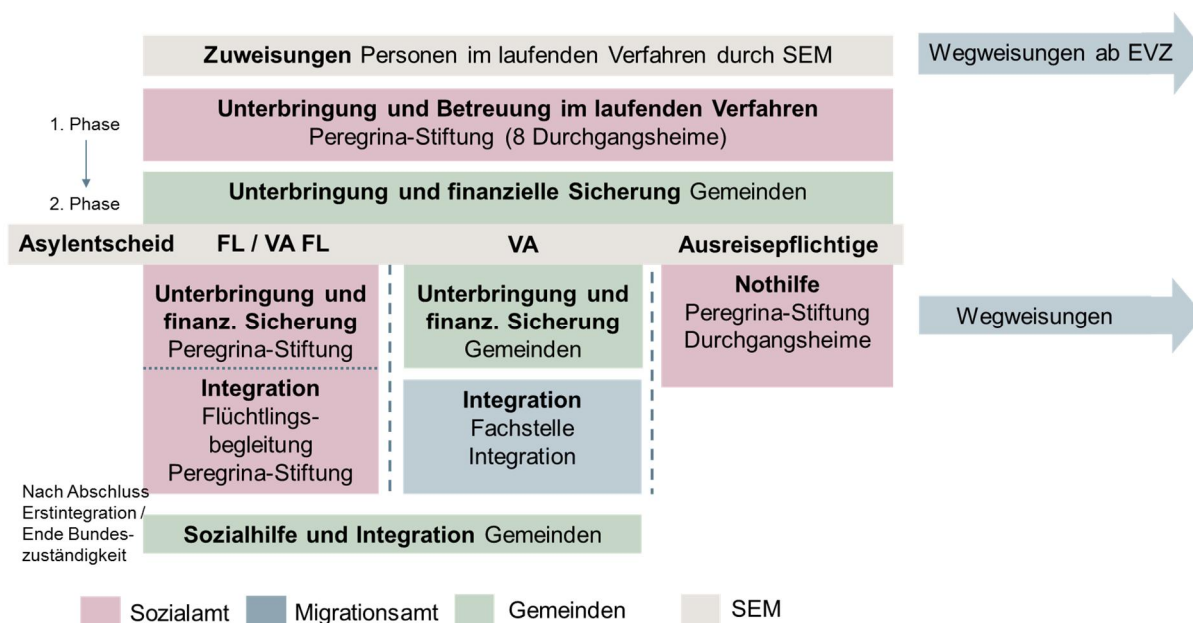 Zuweisungen Personen im laufenden Verfahren durch SEM
Wegweisungen ab EVZ
1. Phase
Unterbringung und Betreuung im laufenden Verfahren
Peregrina-Stiftung (8 Durchgangsheime)
2. Phase
Unterbringung und finanzielle Sicherung Gemeinden
Asylentscheid
FL / VA FL
VA
Ausreisepflichtige
Unterbringung und
finanz. Sicherung
Peregrina-Stiftung
Unterbringung und
finanz. Sicherung
Gemeinden
Nothilfe
Peregrina-Stiftung
Durchgangsheime
Wegweisungen
Integration
Flüchtlings-
begleitung
Peregrina-Stiftung
Integration
Fachstelle
Integration
Nach Abschluss
Erstintegration /
Ende Bundes-
zuständigkeit
Sozialhilfe und Integration Gemeinden
Sozialamt
Migrationsamt
Gemeinden
SEM